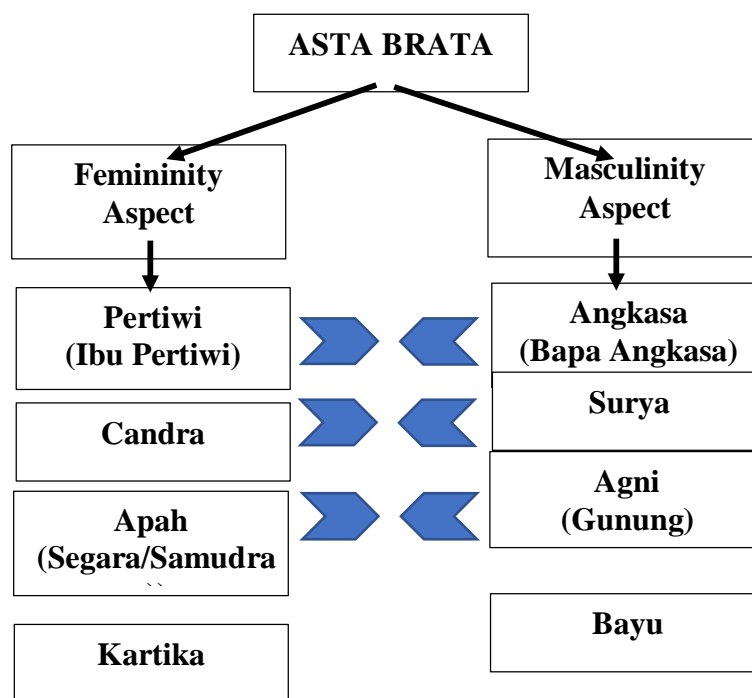 ASTA BRATA
Femininity
Aspect
Masculinity
Aspect
Pertiwi
(Ibu Pertiwi)
Angkasa
(Bapa Angkasa)
Candra
Surya
Apah
(Segara/Samudra
Agni
(Gunung)
Kartika
Bayu